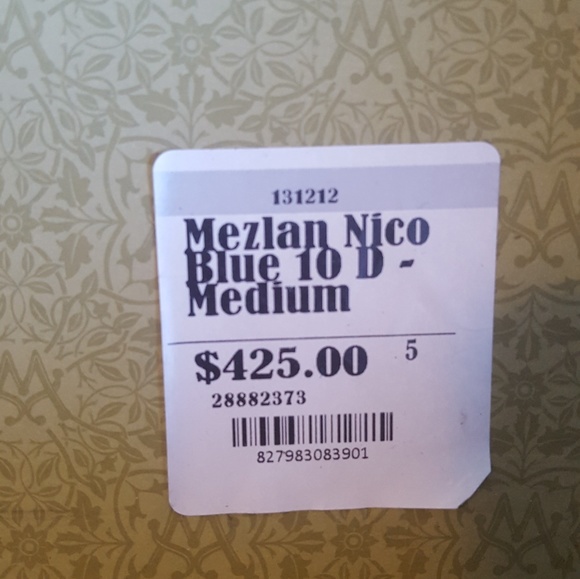 131212
Mezlan Nico
Blue 10 D -
Medium
$425.00 5
28882373
827983083901